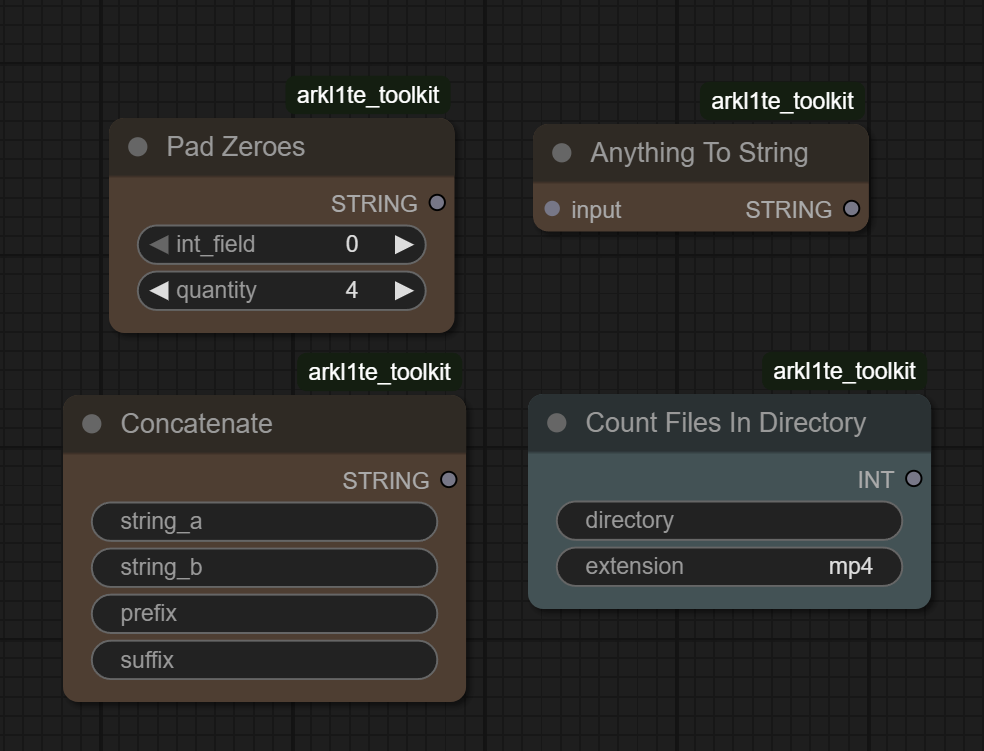 arkl1te_toolkit
Pad Zeroes
STRING
int_field 0
quantity 4
arkl1te_toolkit
Anything To String
input STRING
arkl1te_toolkit
Concatenate
STRING
string_a
string_b
prefix
suffix
arkl1te_toolkit
Count Files In Directory
INT
directory
extension mp4